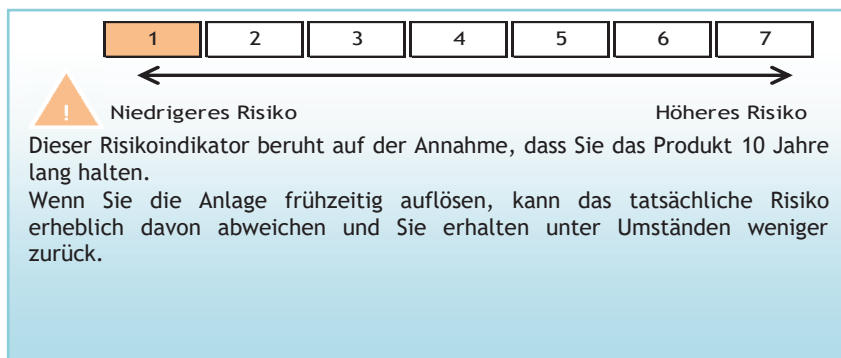 1 2 3 4 5 6 7
!
Niedrigeres Risiko Höheres Risiko
Dieser Risikoindikator beruht auf der Annahme, dass Sie das Produkt 10 Jahre
lang halten.
Wenn Sie die Anlage frühzeitig auflösen, kann das tatsächliche Risiko
erheblich davon abweichen und Sie erhalten unter Umständen weniger
zurück.